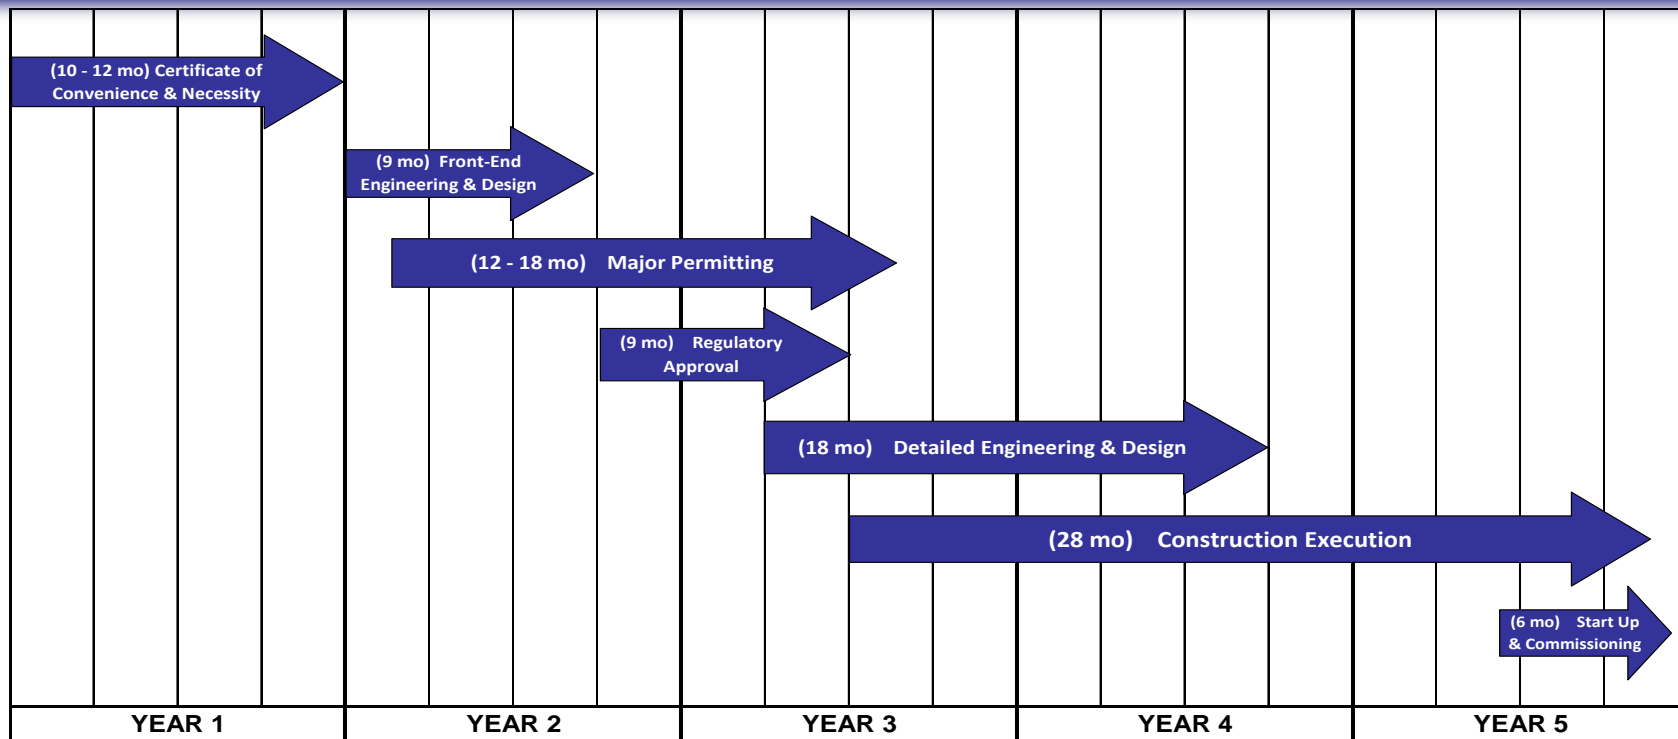 (10 - 12 mo) Certificate of
Convenience & Necessity
(9 mo) Front-End
Engineering & Design
(12 - 18 mo) Major Permitting
(9 mo) Regulatory
Approval
(18 mo) Detailed Engineering & Design
(28 mo) Construction Execution
(6 mo) Start Up
& Commissioning
YEAR 1 YEAR 2 YEAR 3 YEAR 4 YEAR 5